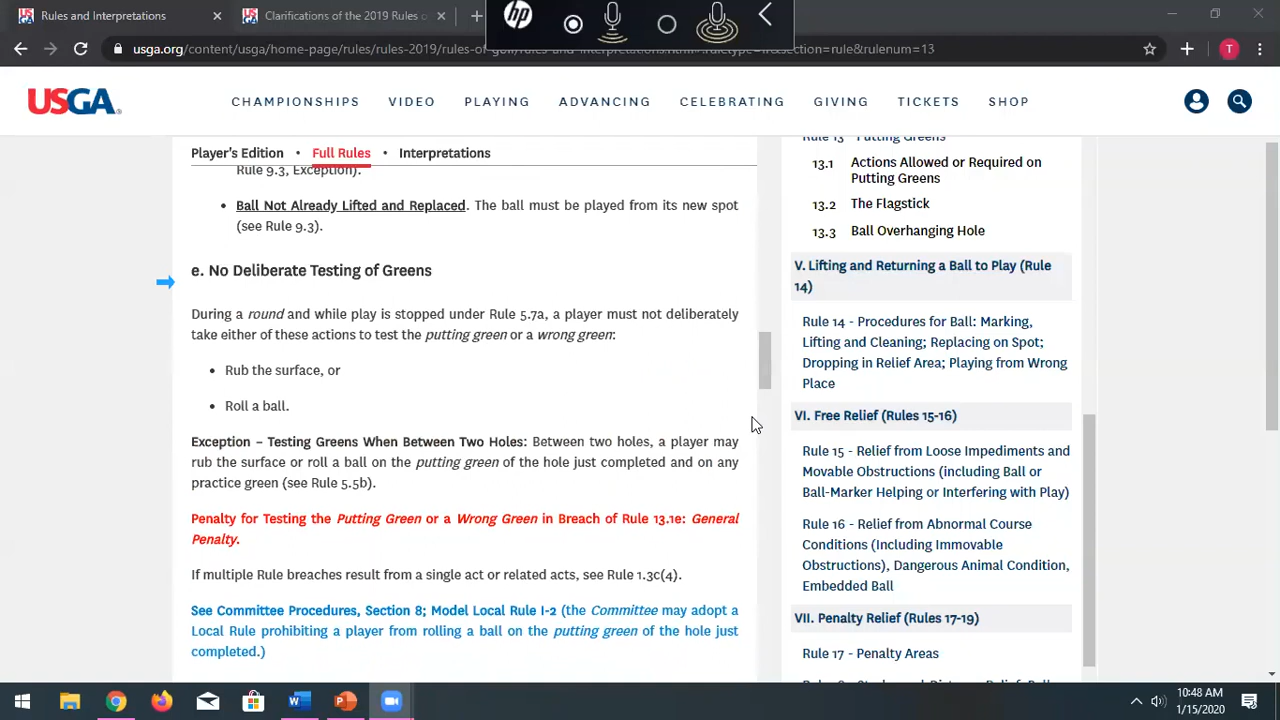 Rules and Interpretations ×
Clarifications of the 2019 Rules o ×
hp
usga.org/content/usga/home-page/rules/rules-2019/rules-of-golf/rules-and-interpretations.html#!ruletype=fr&section=rule&rulenum=13
T
USGA
CHAMPIONSHIPS VIDEO PLAYING ADVANCING CELEBRATING GIVING TICKETS SHOP
Player's Edition • Full Rules • Interpretations
Rule 9.3, Exception).
• Ball Not Already Lifted and Replaced. The ball must be played from its new spot
(see Rule 9.3).
e. No Deliberate Testing of Greens
During a round and while play is stopped under Rule 5.7a, a player must not deliberately
take either of these actions to test the putting green or a wrong green:
• Rub the surface, or
• Roll a ball.
Exception – Testing Greens When Between Two Holes: Between two holes, a player may
rub the surface or roll a ball on the putting green of the hole just completed and on any
practice green (see Rule 5.5b).
Penalty for Testing the Putting Green or a Wrong Green in Breach of Rule 13.1e: General
Penalty.
If multiple Rule breaches result from a single act or related acts, see Rule 1.3c(4).
See Committee Procedures, Section 8; Model Local Rule I-2 (the Committee may adopt a
Local Rule prohibiting a player from rolling a ball on the putting green of the hole just
completed.)
Rule 13 - Putting Greens
13.1 Actions Allowed or Required on
Putting Greens
13.2 The Flagstick
13.3 Ball Overhanging Hole
V. Lifting and Returning a Ball to Play (Rule
14)
Rule 14 - Procedures for Ball: Marking,
Lifting and Cleaning; Replacing on Spot;
Dropping in Relief Area; Playing from Wrong
Place
VI. Free Relief (Rules 15-16)
Rule 15 - Relief from Loose Impediments and
Movable Obstructions (including Ball or
Ball-Marker Helping or Interfering with Play)
Rule 16 - Relief from Abnormal Course
Conditions (Including Immovable
Obstructions), Dangerous Animal Condition,
Embedded Ball
VII. Penalty Relief (Rules 17-19)
Rule 17 - Penalty Areas
10:48 AM
1/15/2020